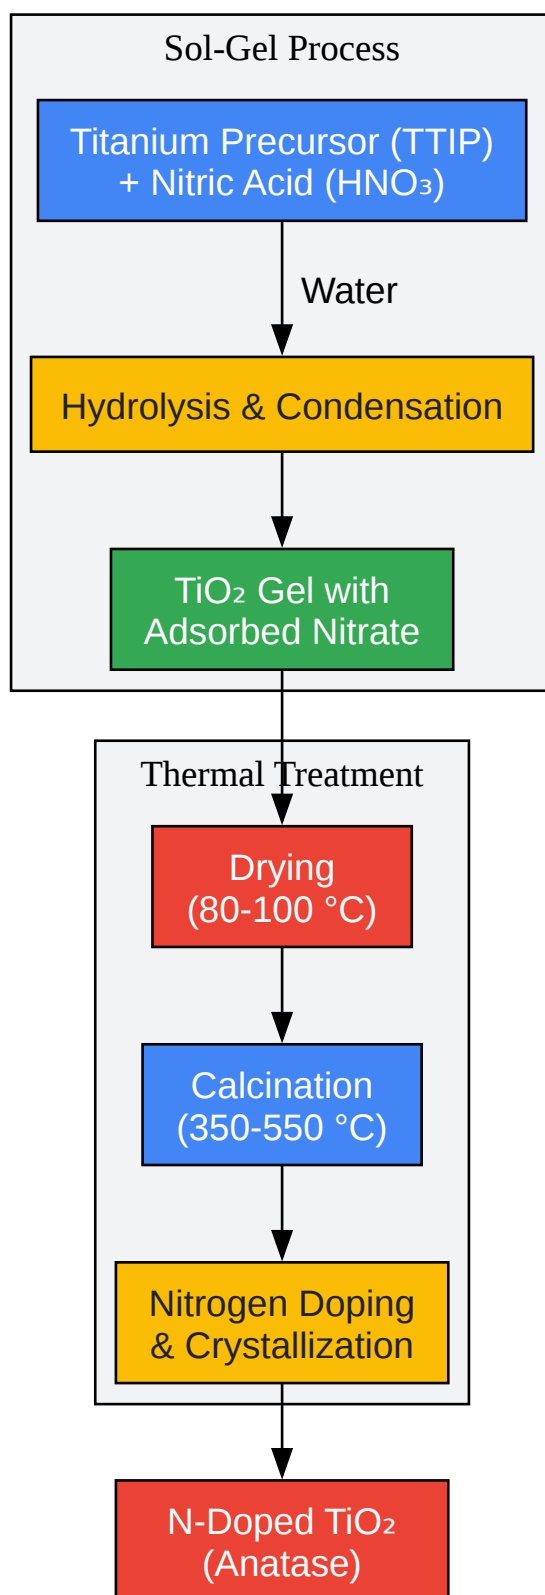 Sol-Gel Process
Titanium Precursor (TTIP)
+ Nitric Acid (HNO₃)
Water
Hydrolysis & Condensation
TiO₂ Gel with
Adsorbed Nitrate
Thermal Treatment
Drying
(80-100 °C)
Calcination
(350-550 °C)
Nitrogen Doping
& Crystallization
N-Doped TiO₂
(Anatase)